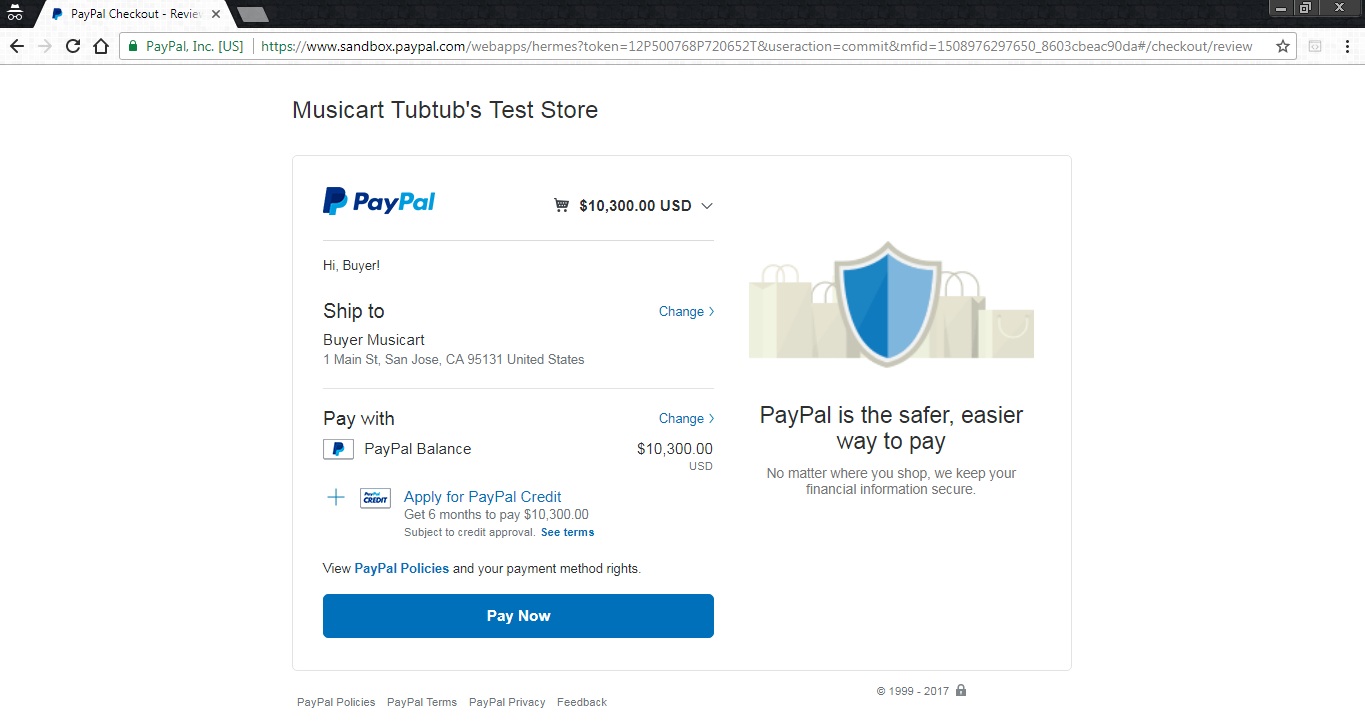 PayPal Checkout - Review
PayPal, Inc. [US]
https://www.sandbox.paypal.com/webapps/hermes?token=12P500768P720652T&useraction=commit&mfid=1508976297650_8603cbeac90da#/checkout/review
Musicart Tubtub's Test Store
PayPal
$10,300.00 USD
Hi, Buyer!
Ship to
Change
Buyer Musicart
1 Main St, San Jose, CA 95131 United States
Pay with
Change
PayPal Balance
$10,300.00
USD
PayPal CREDIT
Apply for PayPal Credit
Get 6 months to pay $10,300.00
Subject to credit approval. See terms
View PayPal Policies and your payment method rights.
Pay Now
PayPal is the safer, easier
way to pay
No matter where you shop, we keep your
financial information secure.
PayPal Policies PayPal Terms PayPal Privacy Feedback
© 1999 - 2017